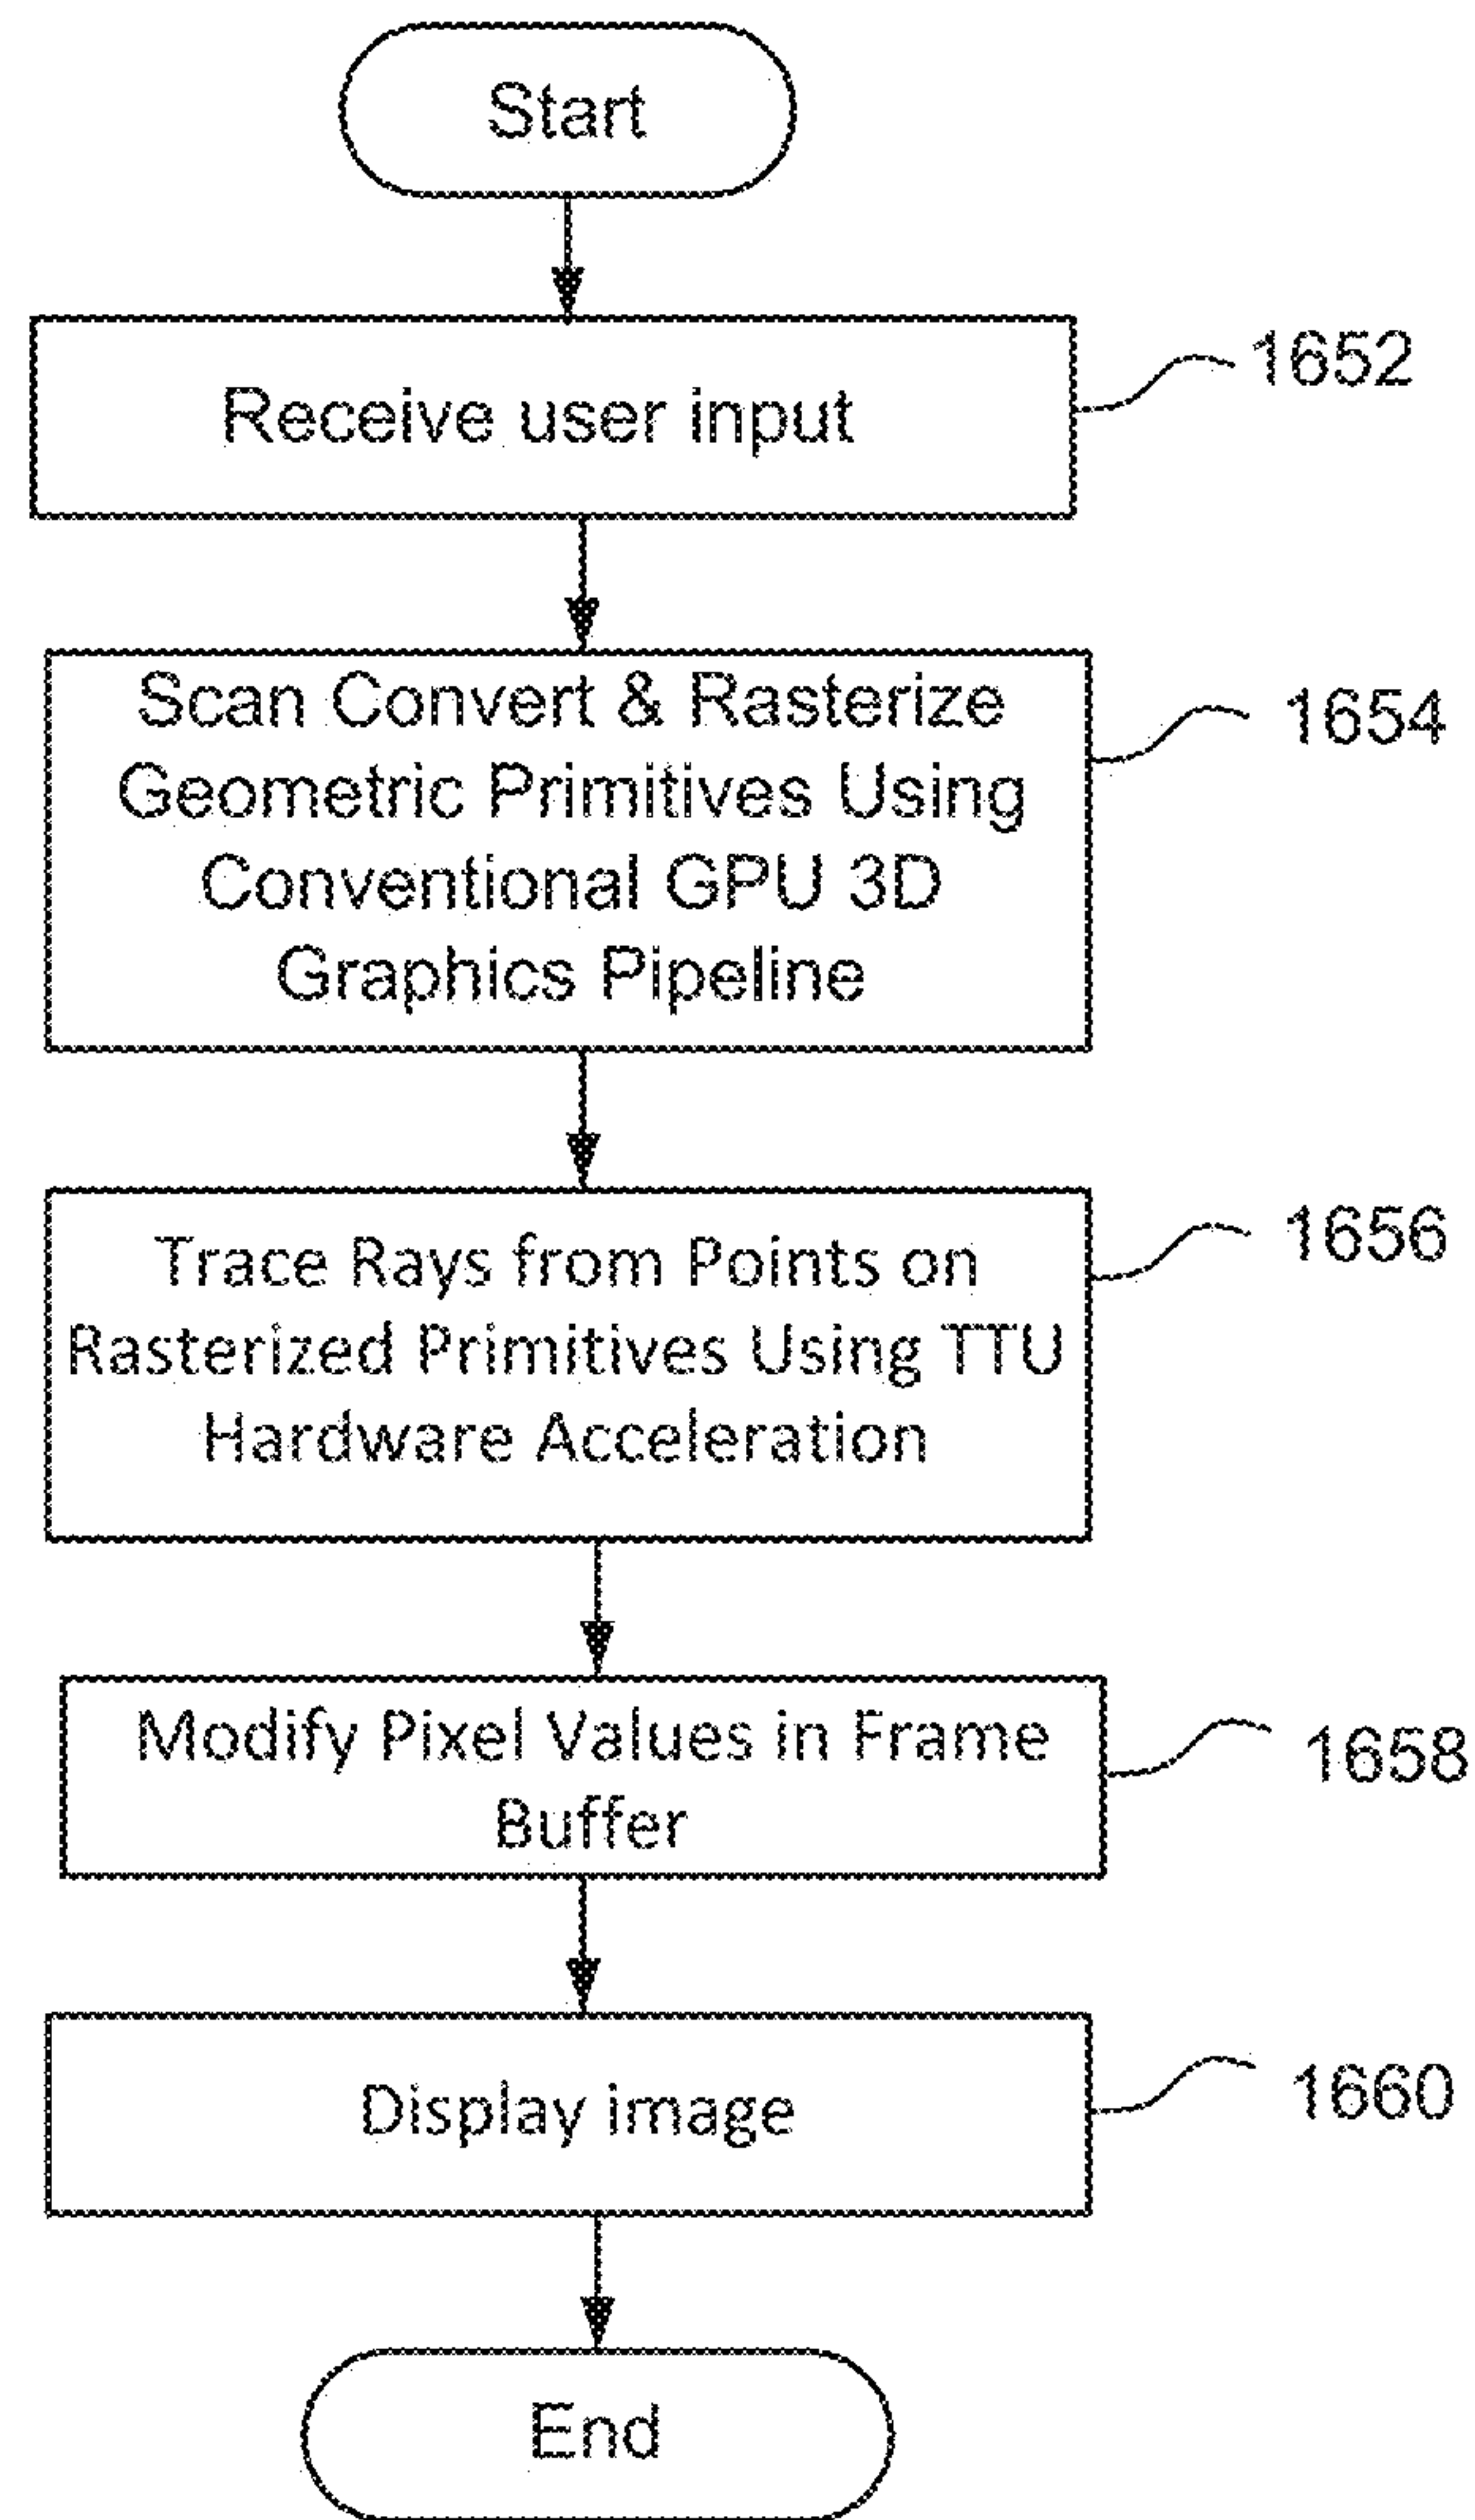 Start
Receive user input
1652
Scan Convert & Rasterize
Geometric Primitives Using
Conventional GPU 3D
Graphics Pipeline
1654
Trace Rays from Points on
Rasterized Primitives Using TTU
Hardware Acceleration
1656
Modify Pixel Values in Frame
Buffer
1658
Display image
1660
End